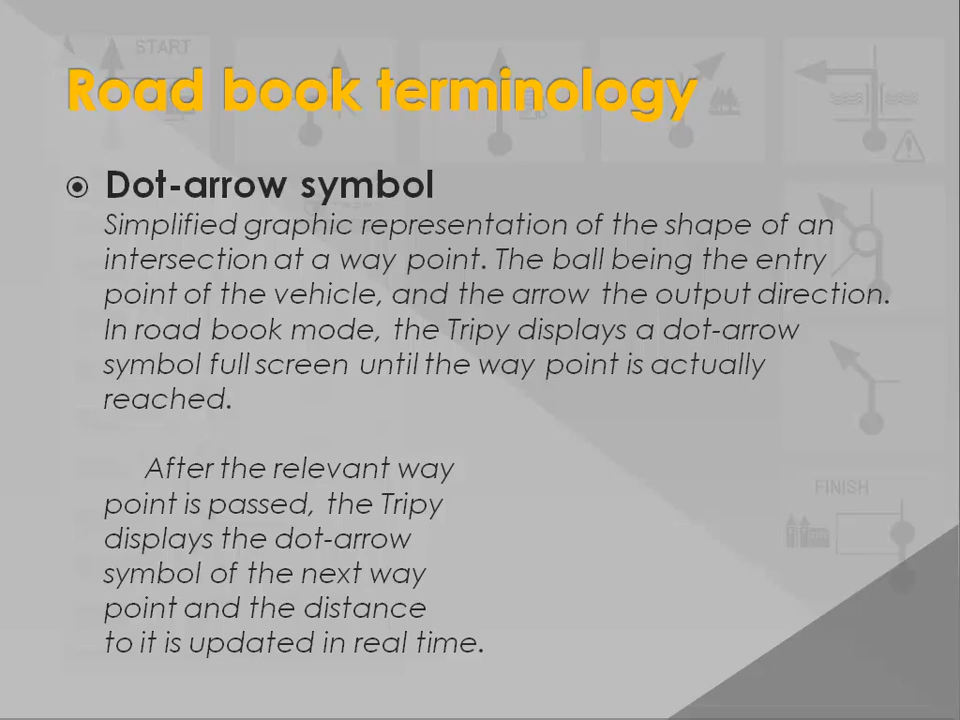 START
Road book terminology
Dot-arrow symbol
Simplified graphic representation of the shape of an
intersection at a way point. The ball being the entry
point of the vehicle, and the arrow the output direction.
In road book mode, the Tripy displays a dot-arrow
symbol full screen until the way point is actually
reached.
After the relevant way
point is passed, the Tripy
displays the dot-arrow
symbol of the next way
point and the distance
to it is updated in real time.
FINISH